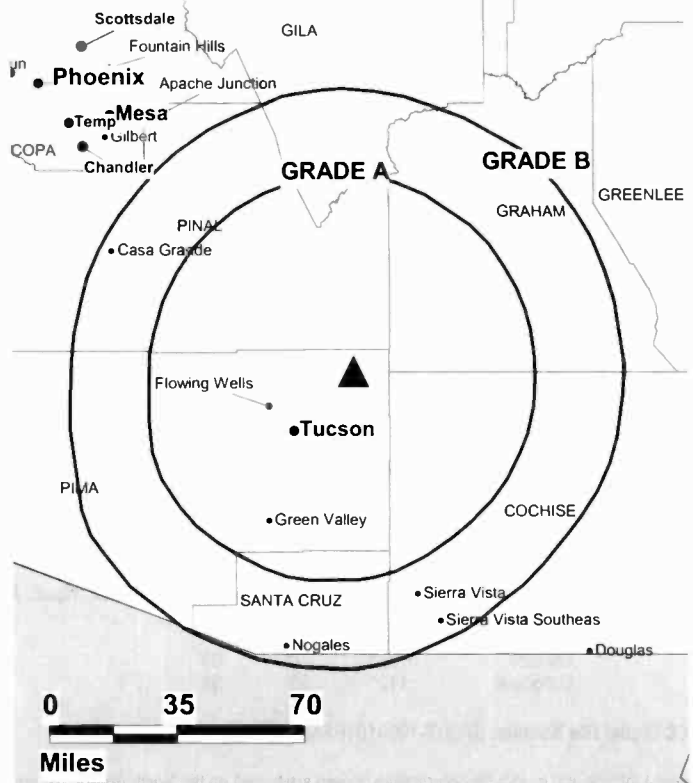 Scottsdale
GILA
Fountain Hills
un
Phoenix
Apache Junction
Mesa
Temp
Gilbert
COPA
Chandler
GRADE A
GRADE B
GREENLEE
GRAHAM
PINAL
Casa Grande
Flowing Wells
Tucson
PIMA
COCHISE
Green Valley
Sierra Vista
SANTA CRUZ
Sierra Vista Southeas
Nogales
Douglas
0 35 70
Miles